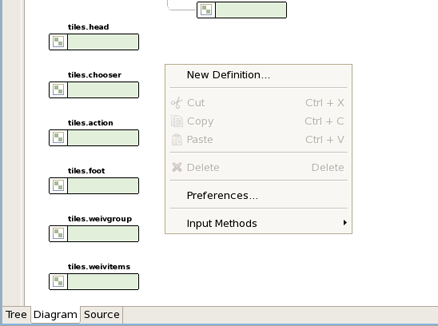 tiles.head
tiles.chooser
tiles.action
tiles.foot
tiles.weivgroup
tiles.weivitems
New Definition...
Cut Ctrl + X
Copy Ctrl + C
Paste Ctrl + V
Delete Delete
Preferences...
Input Methods
Tree Diagram Source